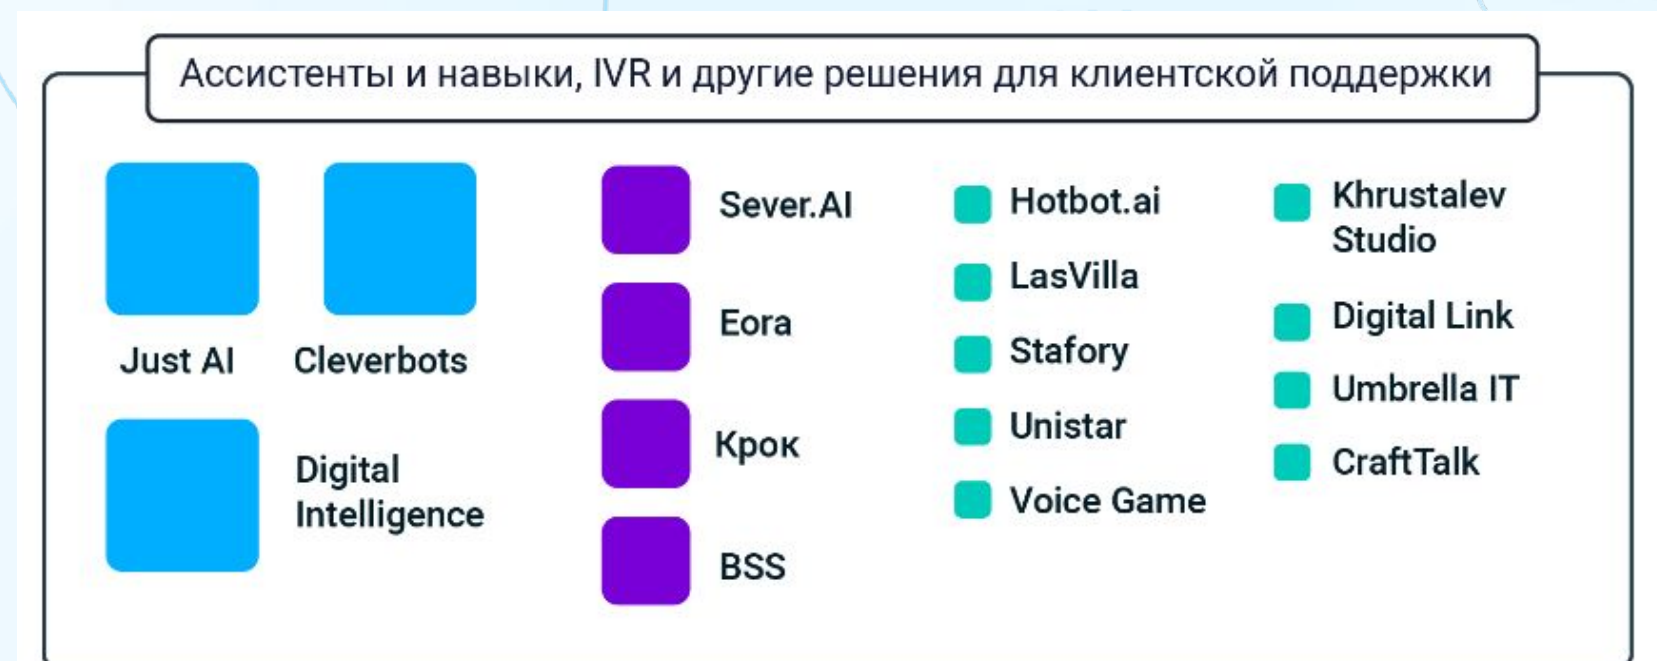 Ассистенты и навыки, IVR и другие решения для клиентской поддержки
Just AI
Cleverbots
Digital
Intelligence
Sever.AI
Eora
Крок
BSS
Hotbot.ai
LasVilla
Stafory
Unistar
Voice Game
Khrustalev
Studio
Digital Link
Umbrella IT
CraftTalk